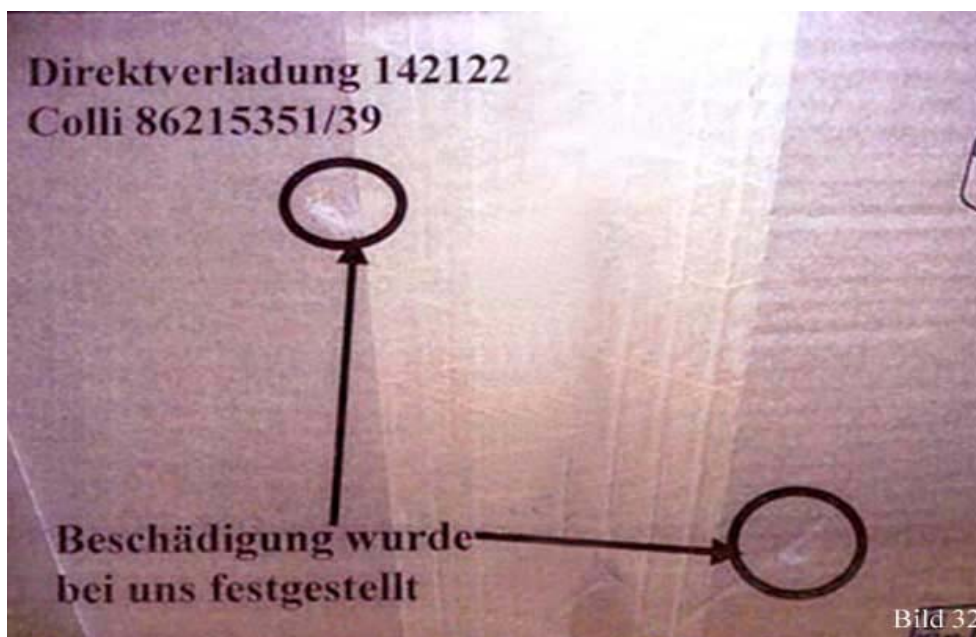 Direktverladung 142122
Colli 86215351/39
Beschädigung wurde
bei uns festgestellt
Bild 32